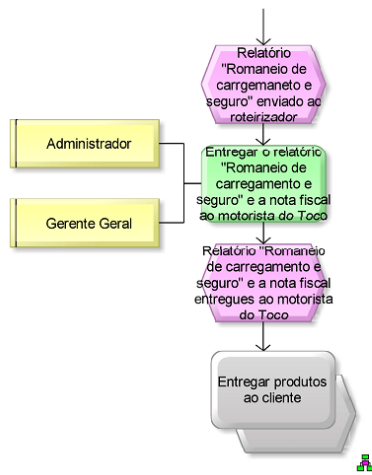 Relatório
"Romaneio de
carrgemaneto e
seguro" enviado ao
roteirizador
Administrador
Entregar o relatório
"Romaneio de
carregamento e
seguro" e a nota fiscal
ao motorista do Toco
Gerente Geral
Relatório "Romaneio
de carregamento e
seguro" e a nota fiscal
entregues ao motorista
do Toco
Entregar produtos
ao cliente